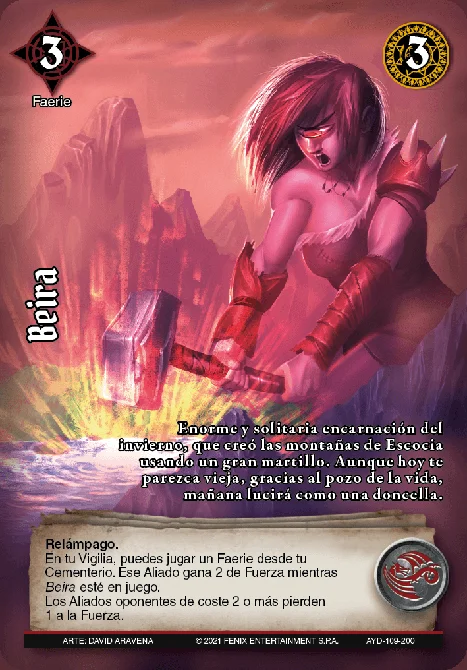 3
3
Faerie
Beira
Enorme y solitaria encarnación del
invierno, que creó las montañas de Escocia
usando un gran martillo. Aunque hoy te
parezca vieja, gracias al pozo de la vida,
mañana lucirá como una doncella.
Relámpago.
En tu Vigilia, puedes jugar un Faerie desde tu
Cementerio. Ese Aliado gana 2 de Fuerza mientras
Beira esté en juego.
Los Aliados oponentes de coste 2 o más pierden
1 a la Fuerza.
ARTE: DAVID ARAVENA © 2021 FENIX ENTERTAINMENT S.P.A. AYD-109-200